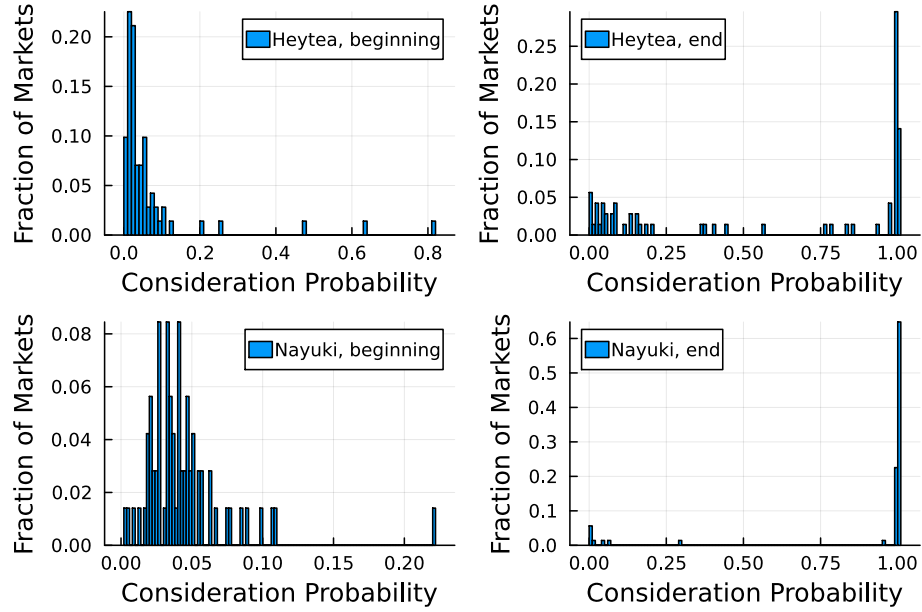 Fraction of Markets
0.20
0.15
0.10
0.05
0.00
Heytea, beginning
0.0 0.2 0.4 0.6 0.8
Consideration Probability
Fraction of Markets
0.25
0.20
0.15
0.10
0.05
0.00
Heytea, end
0.00 0.25 0.50 0.75 1.00
Consideration Probability
Fraction of Markets
0.08
0.06
0.04
0.02
0.00
Nayuki, beginning
0.00 0.05 0.10 0.15 0.20
Consideration Probability
Fraction of Markets
0.6
0.5
0.4
0.3
0.2
0.1
0.0
Nayuki, end
0.00 0.25 0.50 0.75 1.00
Consideration Probability